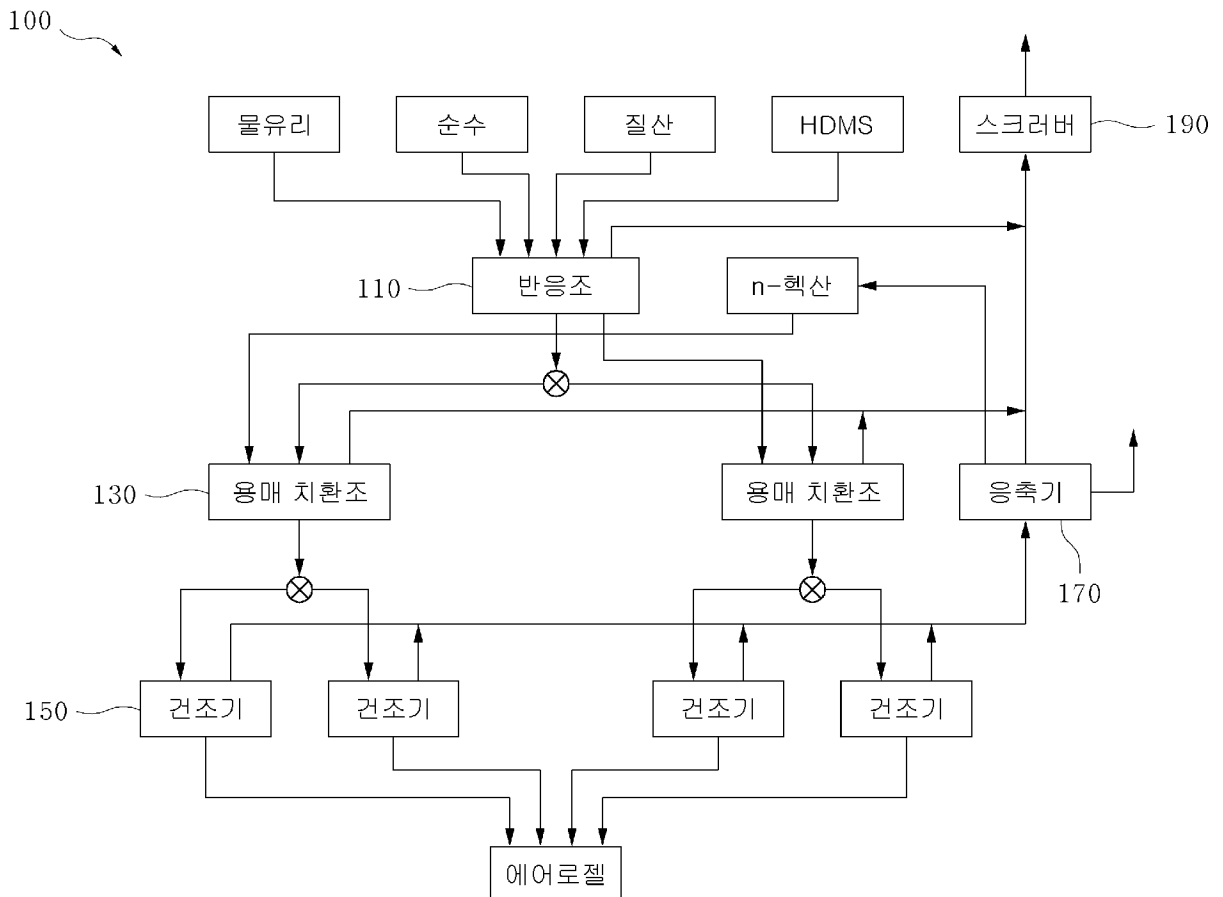 100
물유리
순수
질산
HDMS
스크러버
190
110
반응조
n-헥산
130
용매 치환조
용매 치환조
응축기
170
150
건조기
건조기
건조기
건조기
에어로젤